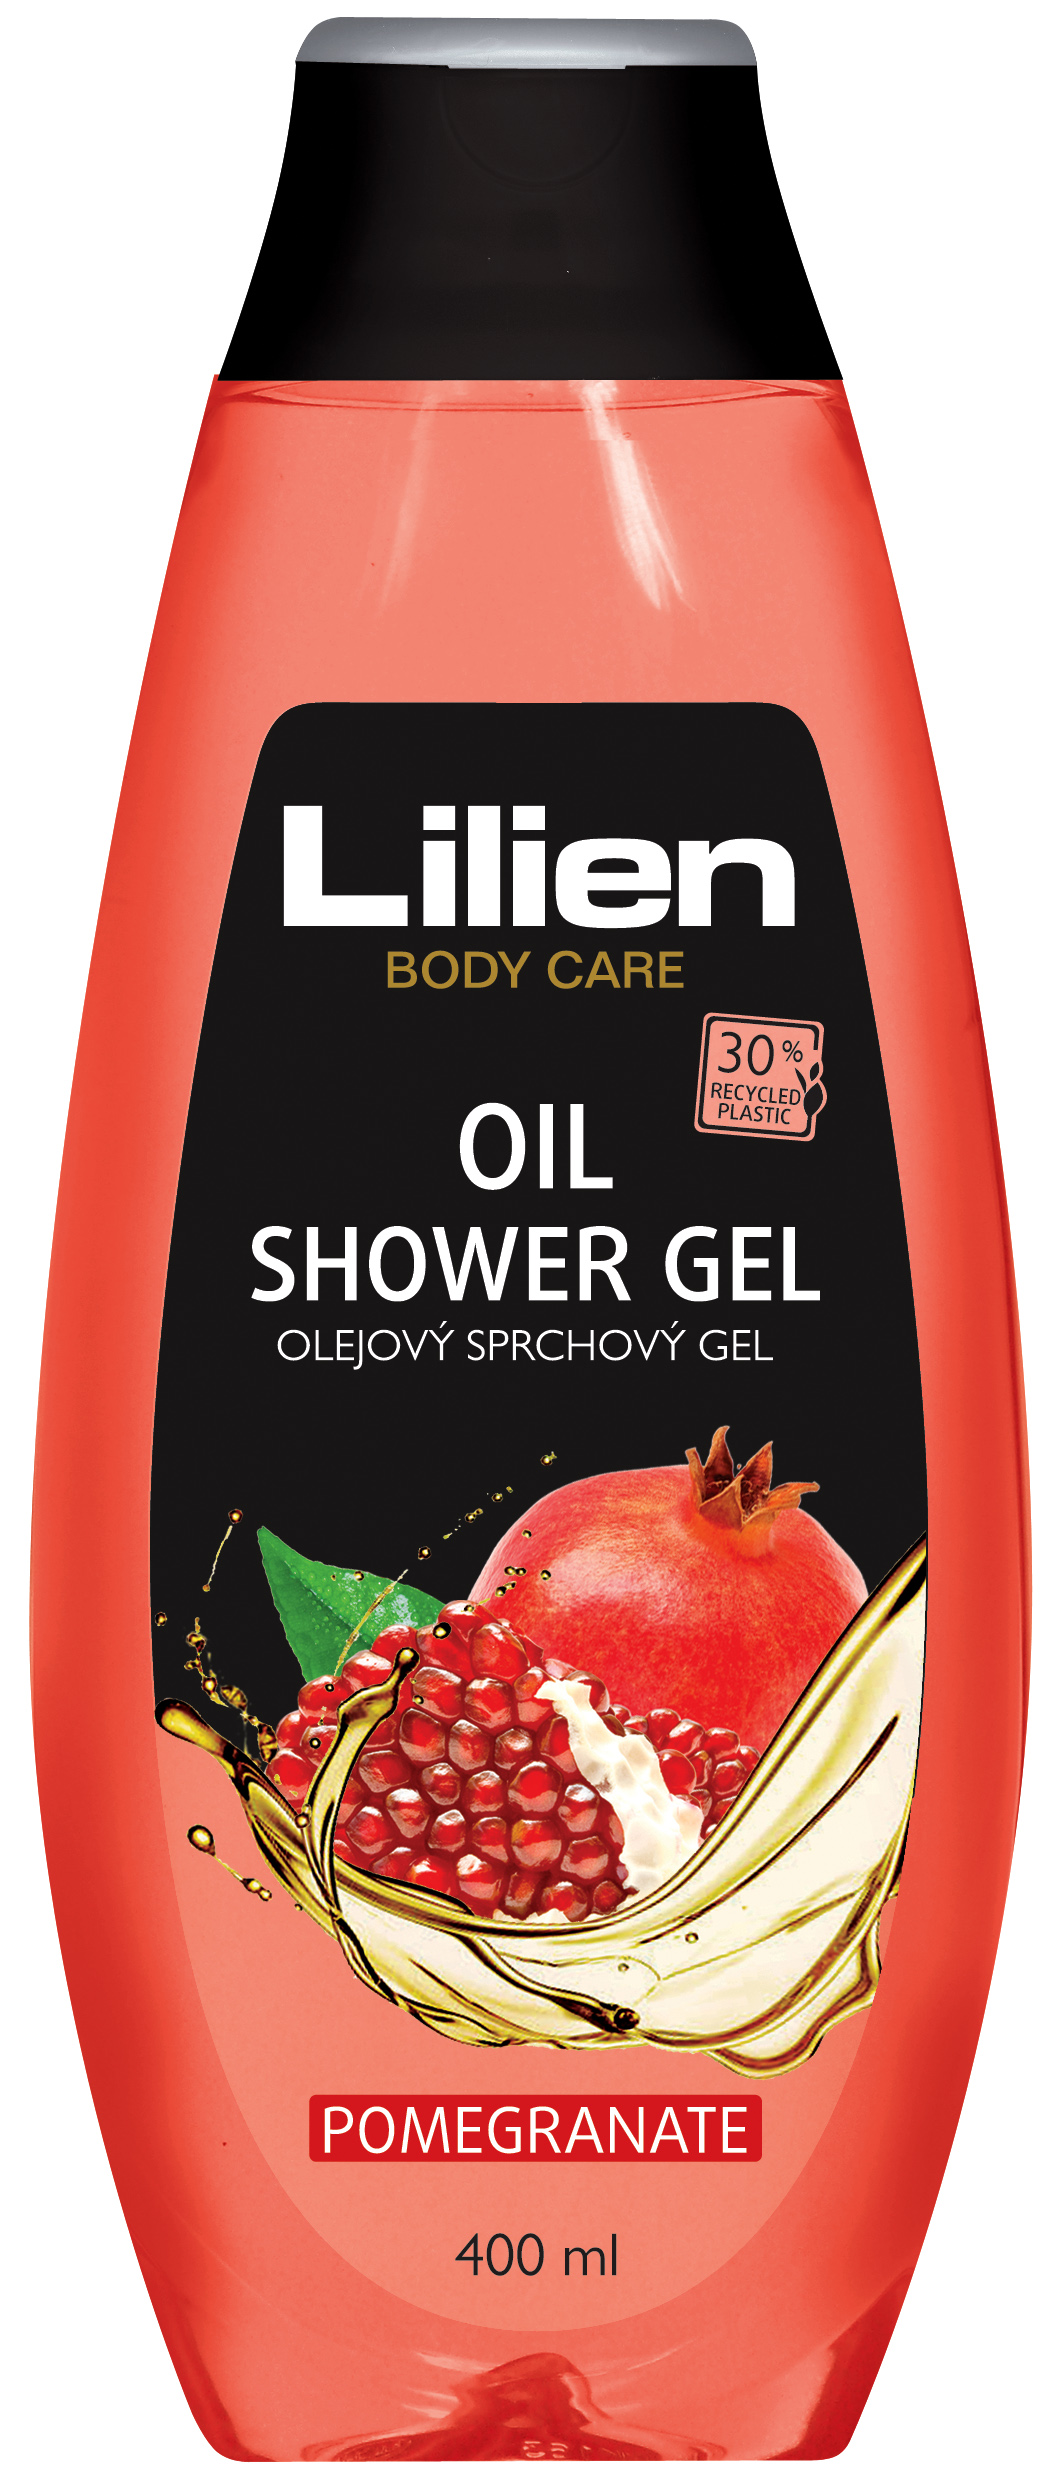 Lilien
BODY CARE
30%
RECYCLED
PLASTIC
OIL
SHOWER GEL
OLEJOVÝ SPRCHOVÝ GEL
POMEGRANATE
400 ml